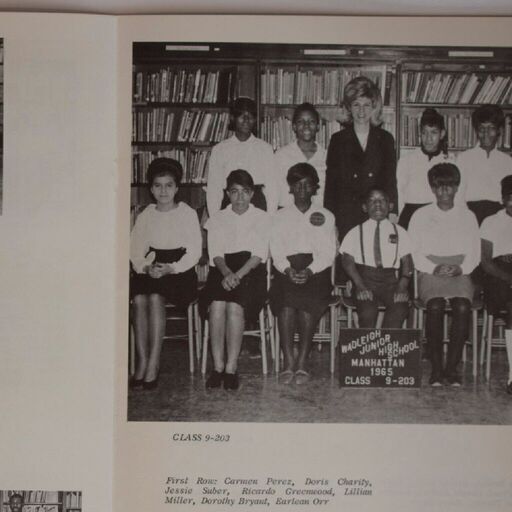 WADLEIGH
JUNIOR HIGH
SCHOOL
MANHATTAN
1965
CLASS 9-203
CLASS 9-203
First Row: Carmen Perez, Doris Charity,
Jessie Suber, Ricardo Greenwood, Lillian
Miller, Dorothy Bryant, Earlean Orr